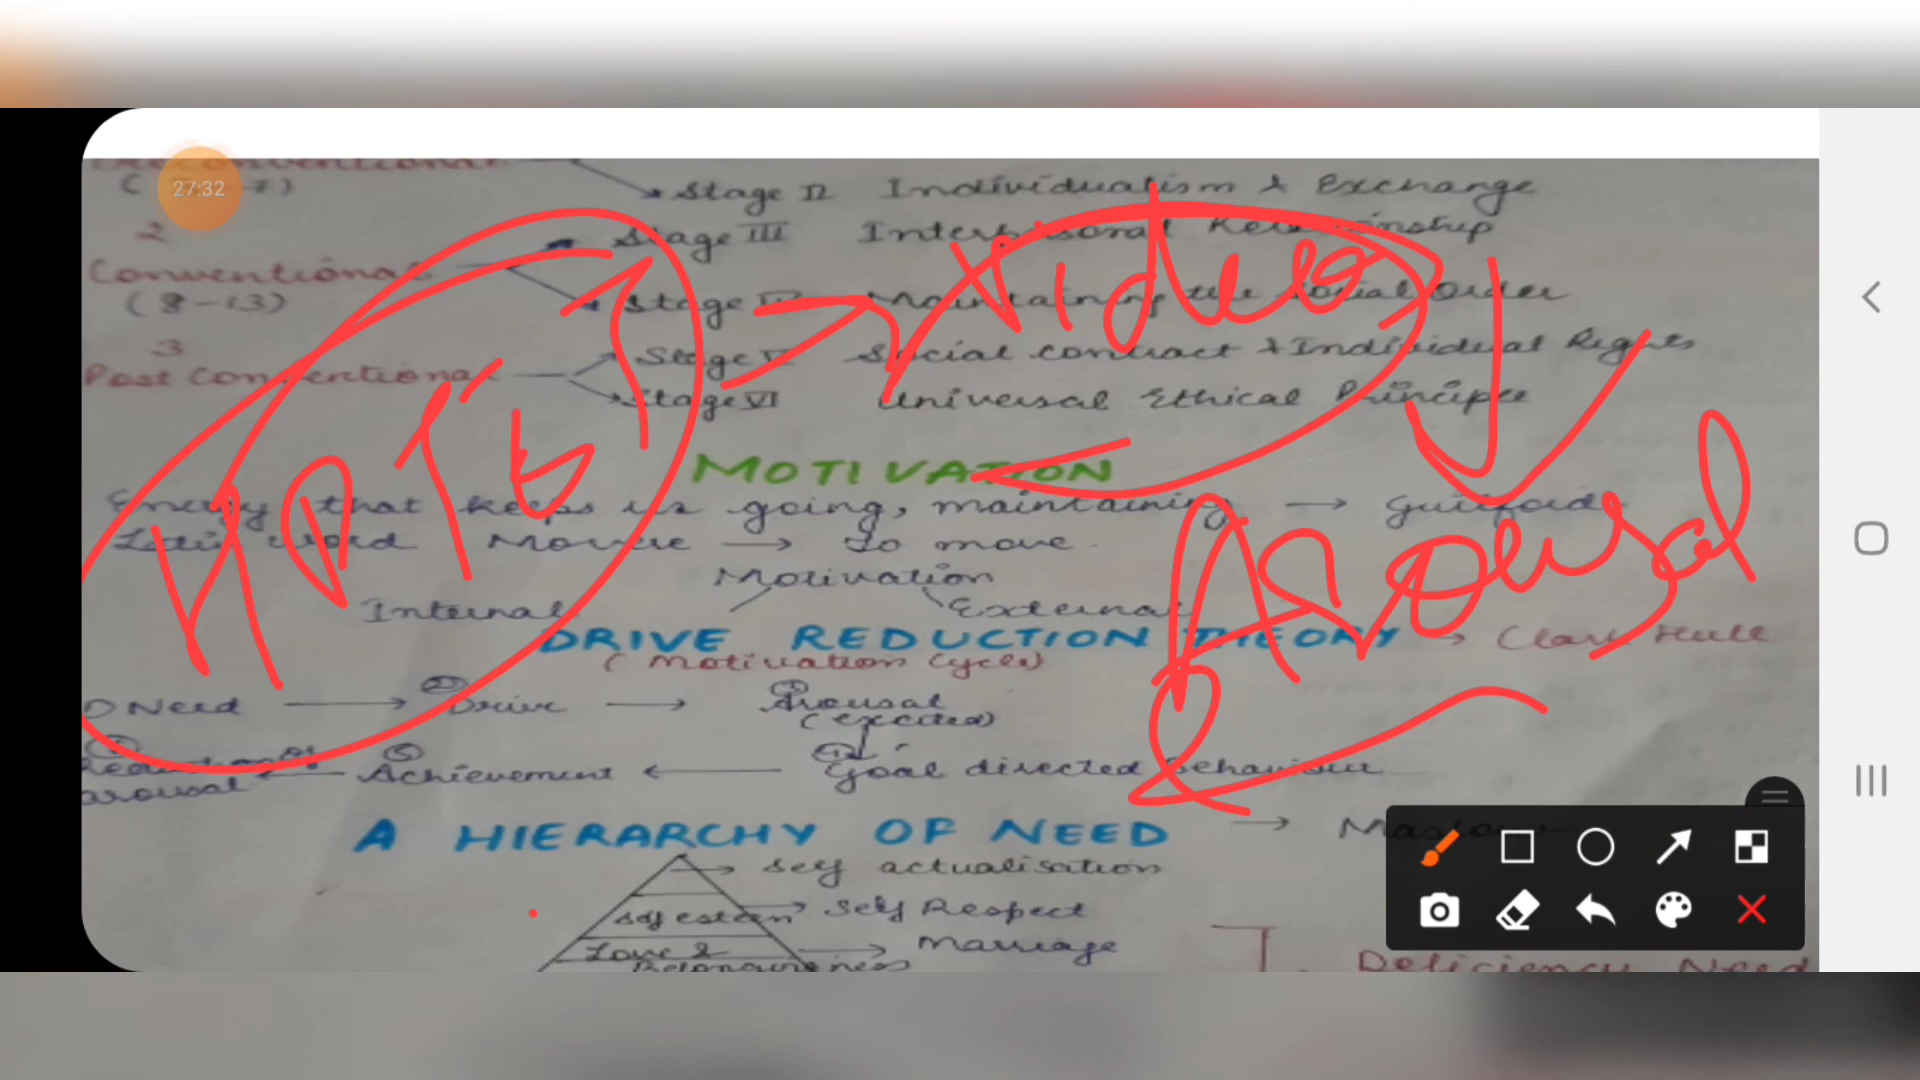 27:32
Stage II Individualism & Exchange
2
Stage III Interpersonal Relationship
Conventional
(8-13)
Stage Maintaining the Social Order
3
Post Conventional Stage V Social contract & Individual Rights
Stage VI Universal Ethical Principle
Video
HPTET
MOTIVATION
Energy that keeps us going, maintaining → Guilford
Latin word Movere → To move
Motivation
Internal External
Arousal
DRIVE REDUCTION THEORY → Clark Hull
(Motivation Cycle)
① Need → ② Drive → ③ Arousal
(excited)
Reduction of arousal ← ⑤ Achievement ← ④ Goal directed Behaviour
A HIERARCHY OF NEED → Maslow
→ Self actualisation
Self esteem → Self Respect
Love & Belongingness → Marriage
Deficiency Need